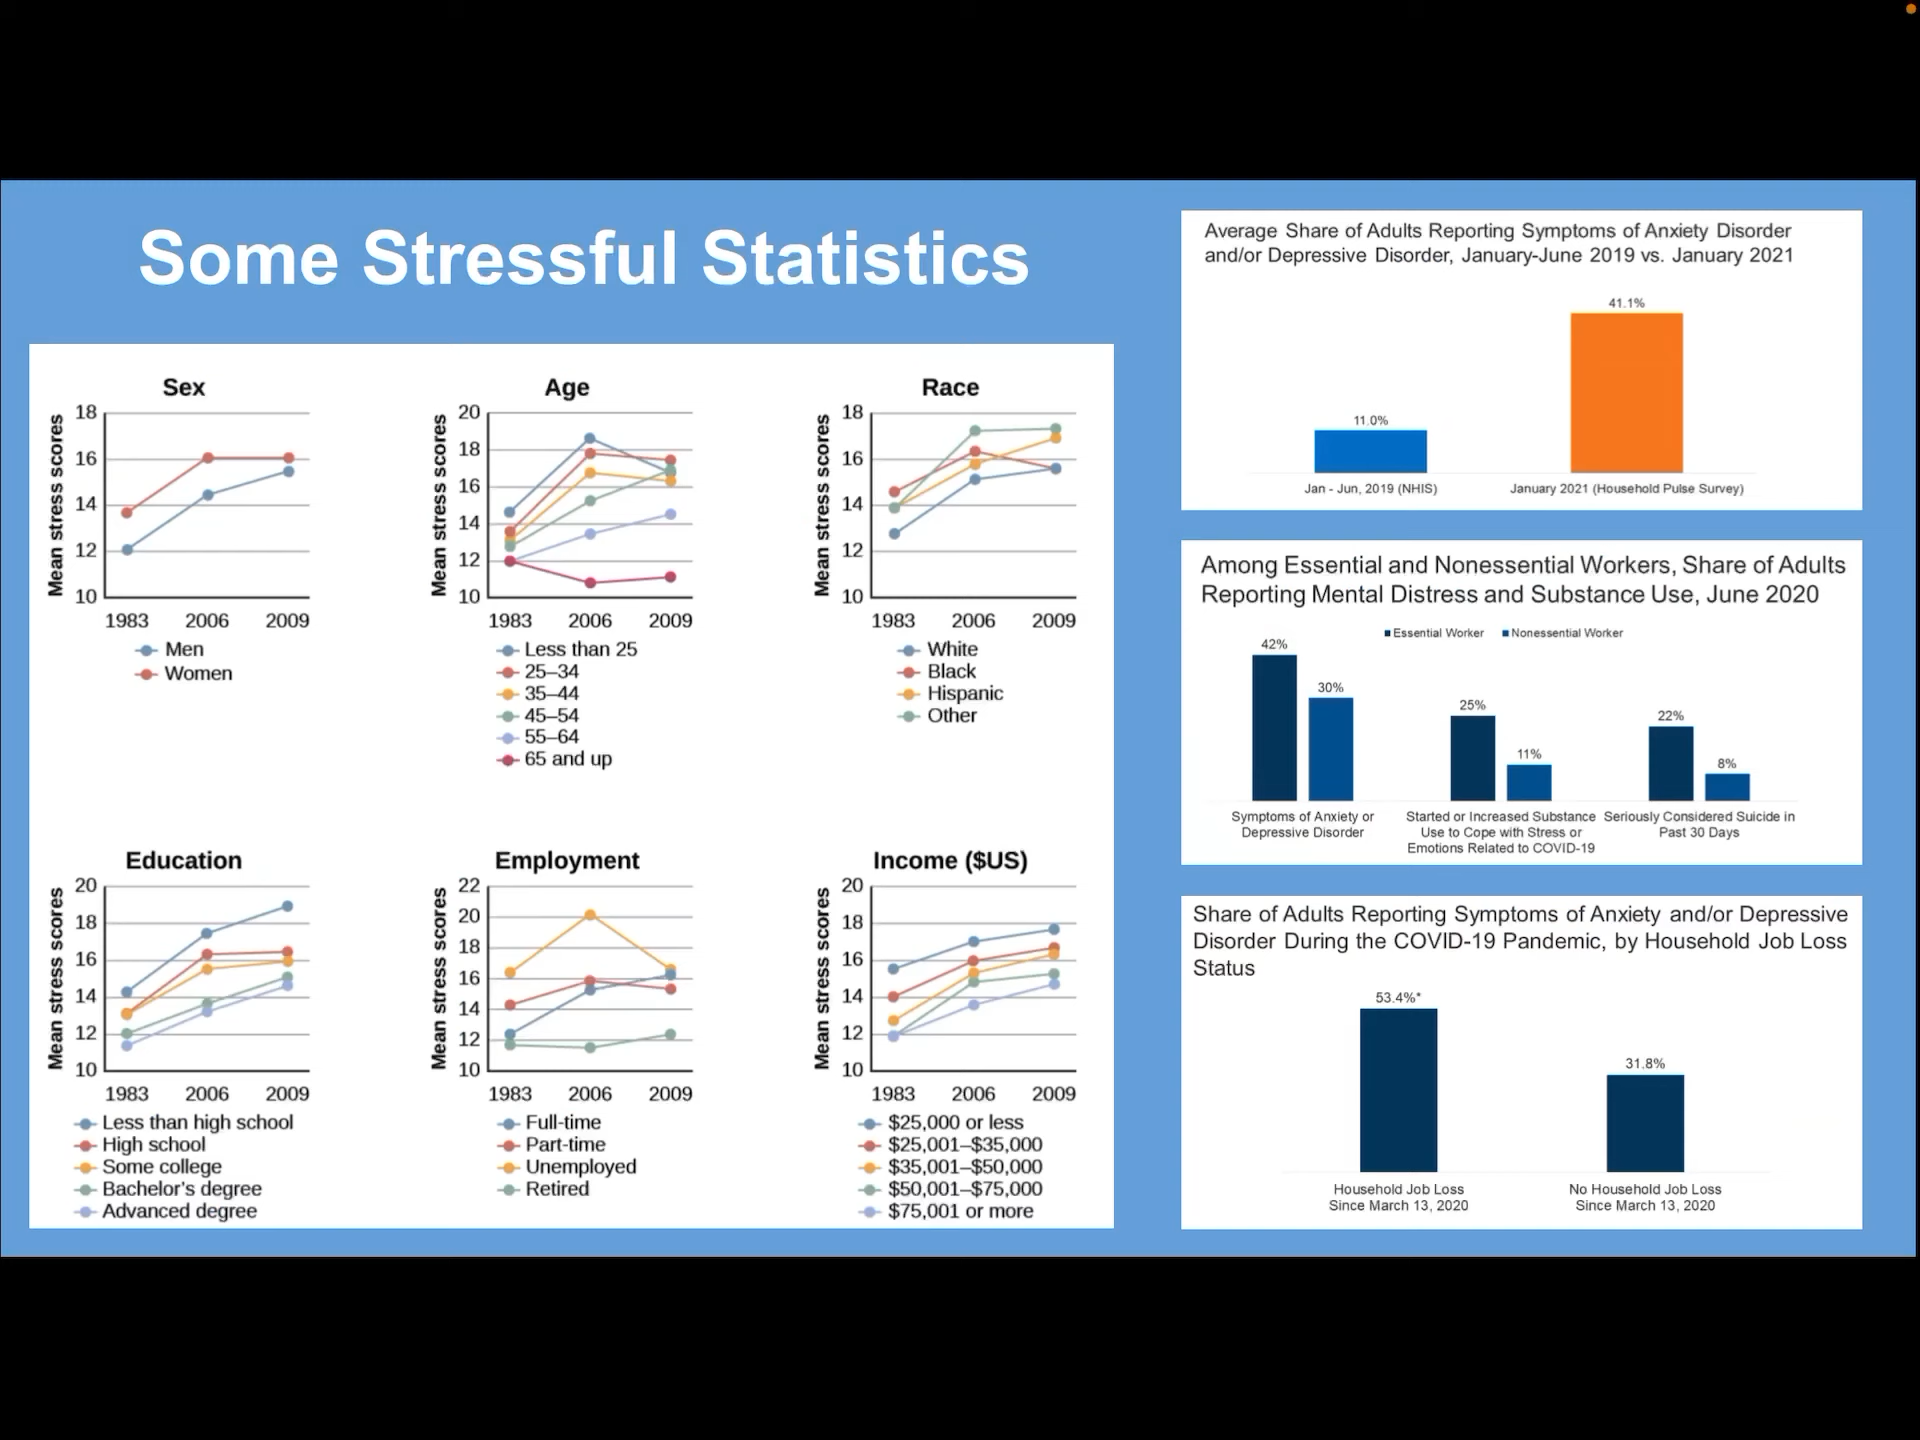 Some Stressful Statistics
Sex
Mean stress scores
18
16
14
12
10
1983 2006 2009
Men
Women
Age
Mean stress scores
20
18
16
14
12
10
1983 2006 2009
Less than 25
25–34
35–44
45–54
55–64
65 and up
Race
Mean stress scores
18
16
14
12
10
1983 2006 2009
White
Black
Hispanic
Other
Education
Mean stress scores
20
18
16
14
12
10
1983 2006 2009
Less than high school
High school
Some college
Bachelor's degree
Advanced degree
Employment
Mean stress scores
22
20
18
16
14
12
10
1983 2006 2009
Full-time
Part-time
Unemployed
Retired
Income ($US)
Mean stress scores
20
18
16
14
12
10
1983 2006 2009
$25,000 or less
$25,001–$35,000
$35,001–$50,000
$50,001–$75,000
$75,001 or more
Average Share of Adults Reporting Symptoms of Anxiety Disorder
and/or Depressive Disorder, January-June 2019 vs. January 2021
41.1%
11.0%
Jan - Jun, 2019 (NHIS) January 2021 (Household Pulse Survey)
Among Essential and Nonessential Workers, Share of Adults
Reporting Mental Distress and Substance Use, June 2020
Essential Worker Nonessential Worker
42%
30%
25%
11%
22%
8%
Symptoms of Anxiety or
Depressive Disorder
Started or Increased Substance
Use to Cope with Stress or
Emotions Related to COVID-19
Seriously Considered Suicide in
Past 30 Days
Share of Adults Reporting Symptoms of Anxiety and/or Depressive
Disorder During the COVID-19 Pandemic, by Household Job Loss
Status
53.4%*
31.8%
Household Job Loss
Since March 13, 2020
No Household Job Loss
Since March 13, 2020